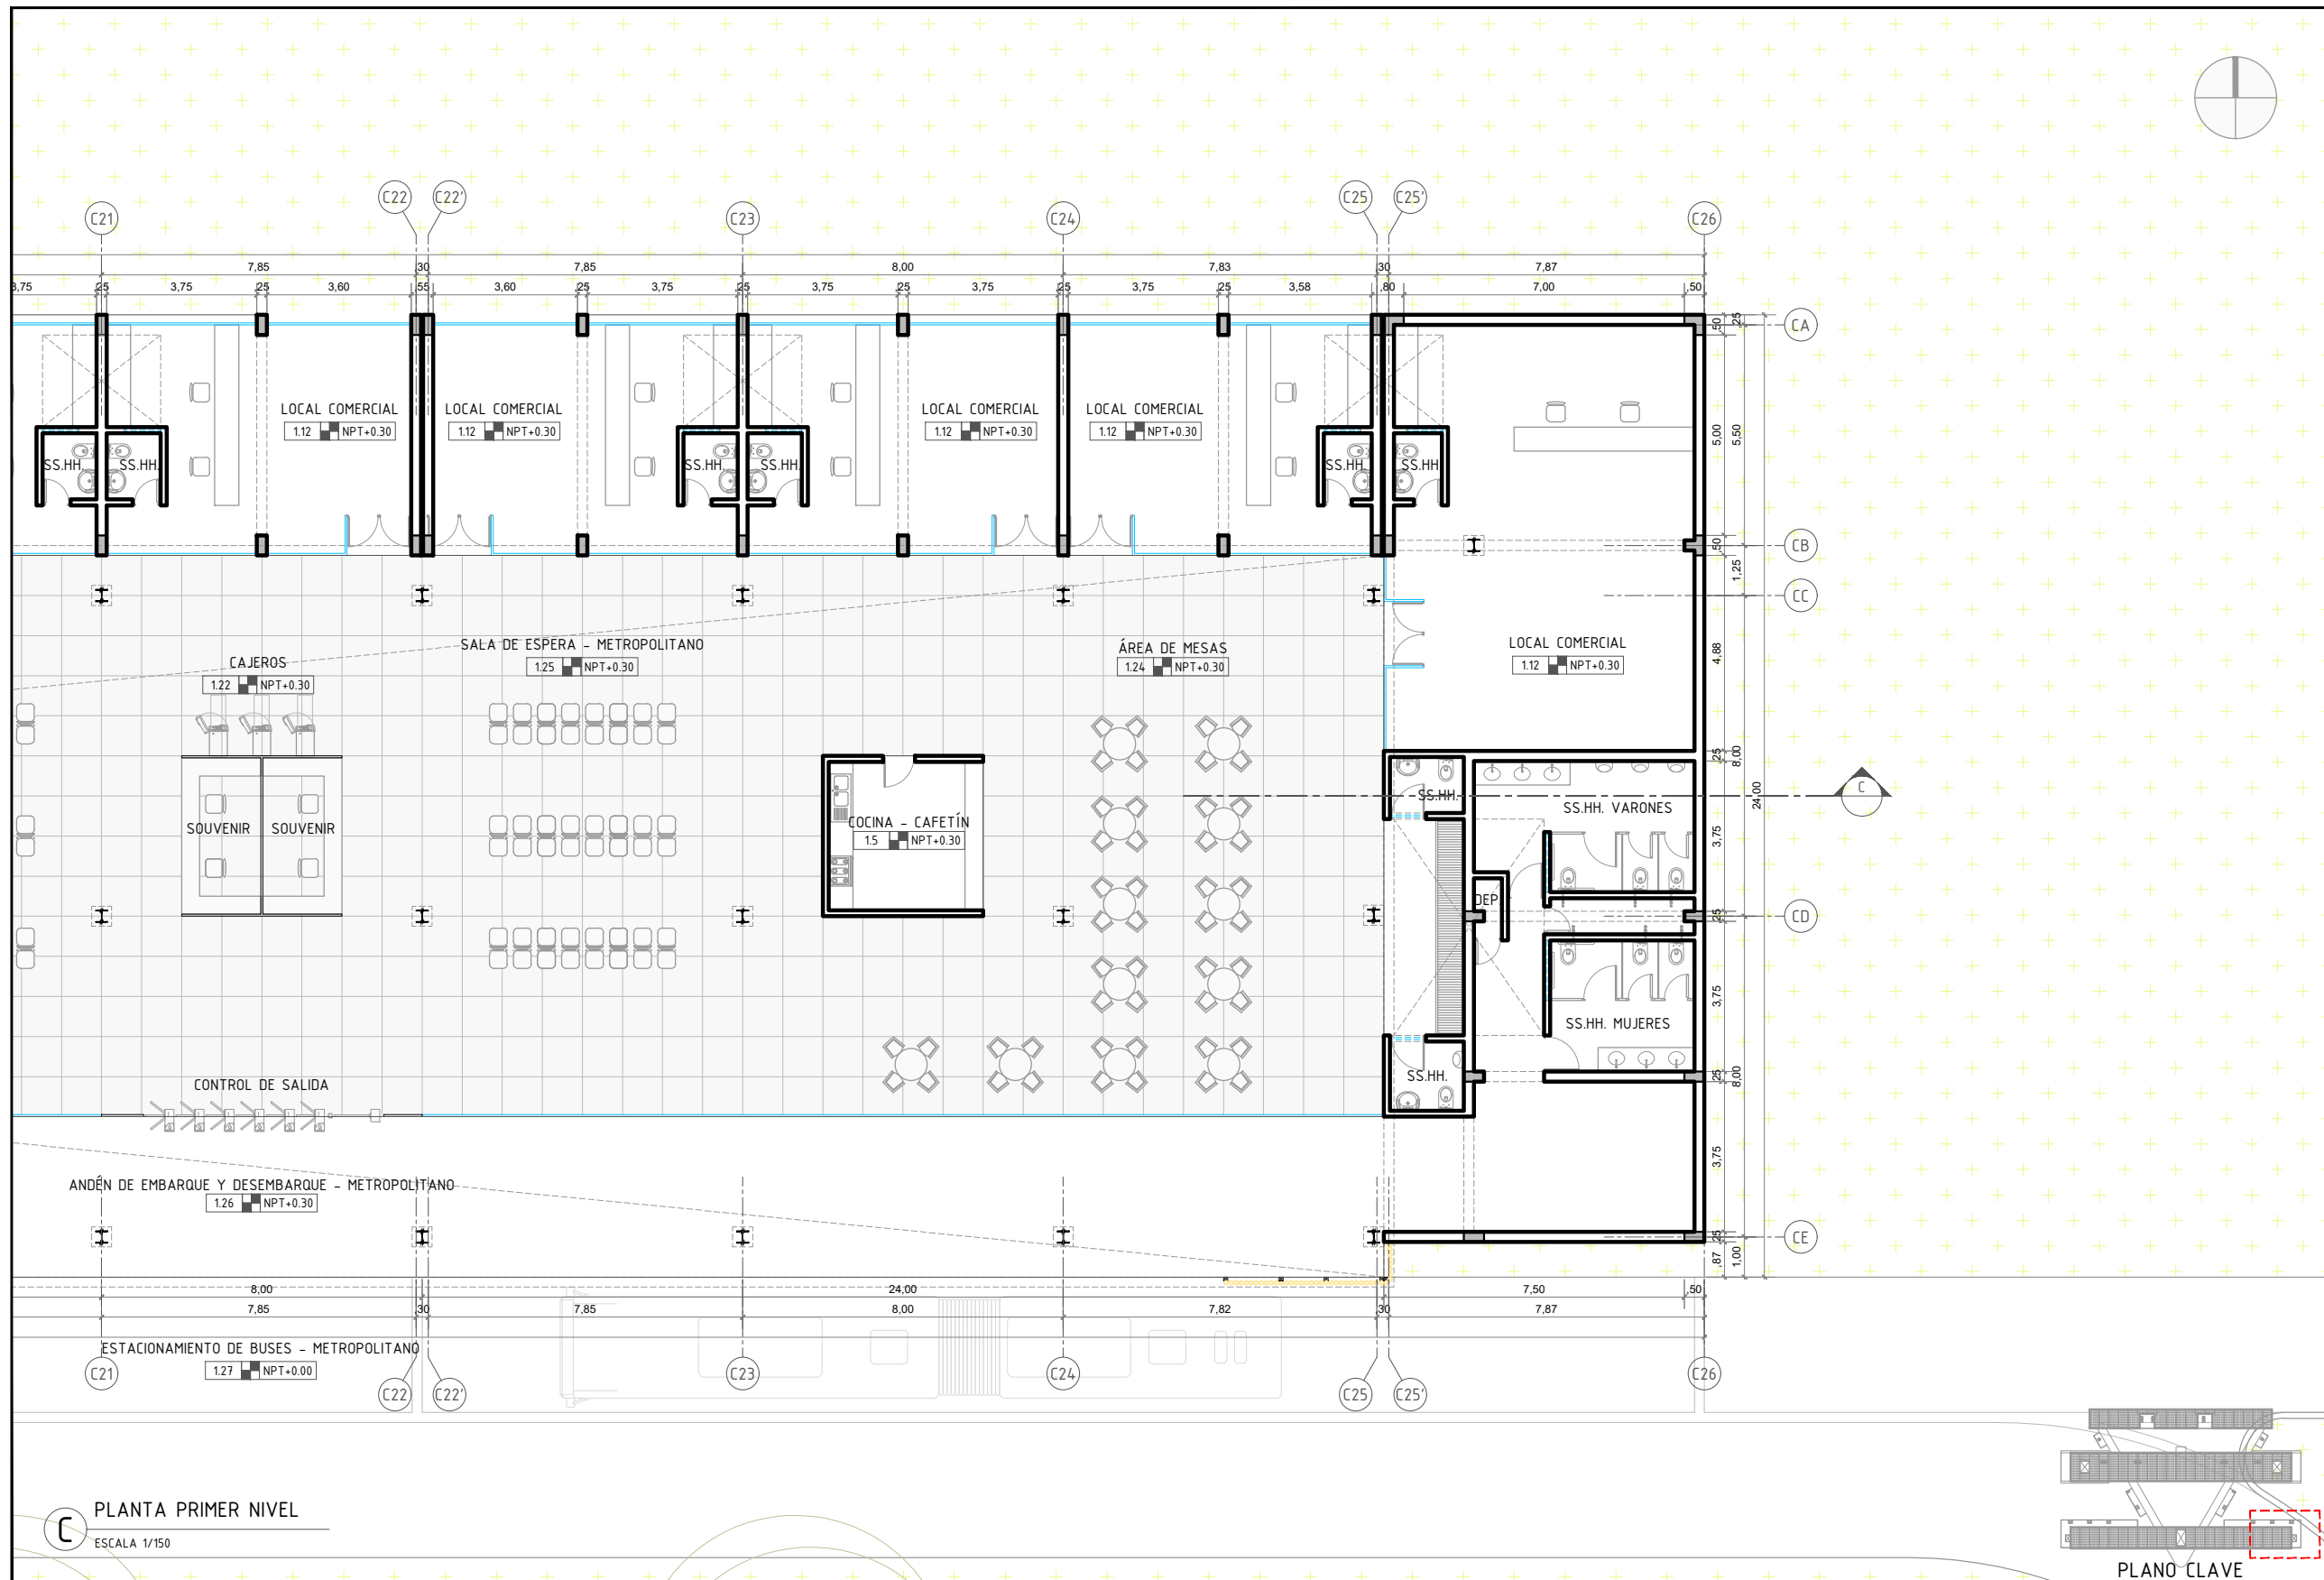 C21 C22 C22' C23 C24 C25 C25' C26
7,85 ,30 7,85 8,00 7,83 ,30 7,87
3,75 ,25 3,75 ,25 3,60 ,55 3,60 ,25 3,75 ,25 3,75 ,25 3,75 ,25 3,75 ,25 3,58 ,80 7,00 ,50
CA
,50 ,25
LOCAL COMERCIAL
1.12 NPT+0.30
LOCAL COMERCIAL
1.12 NPT+0.30
LOCAL COMERCIAL
1.12 NPT+0.30
LOCAL COMERCIAL
1.12 NPT+0.30
5,00 5,50
SS.HH. SS.HH. SS.HH. SS.HH. SS.HH. SS.HH.
CB
,50
1,25
CC
SALA DE ESPERA - METROPOLITANO
1.25 NPT+0.30
ÁREA DE MESAS
1.24 NPT+0.30
LOCAL COMERCIAL
1.12 NPT+0.30
4,88
CAJEROS
1.22 NPT+0.30
,25 8,00
24,00
C
SS.HH.
SS.HH. VARONES
SOUVENIR SOUVENIR
COCINA - CAFETÍN
1.5 NPT+0.30
3,75
DEP.
CD
,25
3,75
SS.HH. MUJERES
SS.HH.
,25 8,00
CONTROL DE SALIDA
3,75
ANDÉN DE EMBARQUE Y DESEMBARQUE - METROPOLITANO
1.26 NPT+0.30
CE
,25
,87 1,00
8,00 24,00 7,50 ,50
7,85 ,30 7,85 8,00 7,82 ,30 7,87
ESTACIONAMIENTO DE BUSES - METROPOLITANO
1.27 NPT+0.00
C21 C22 C22' C23 C24 C25 C25' C26
C
PLANTA PRIMER NIVEL
ESCALA 1/150
PLANO CLAVE